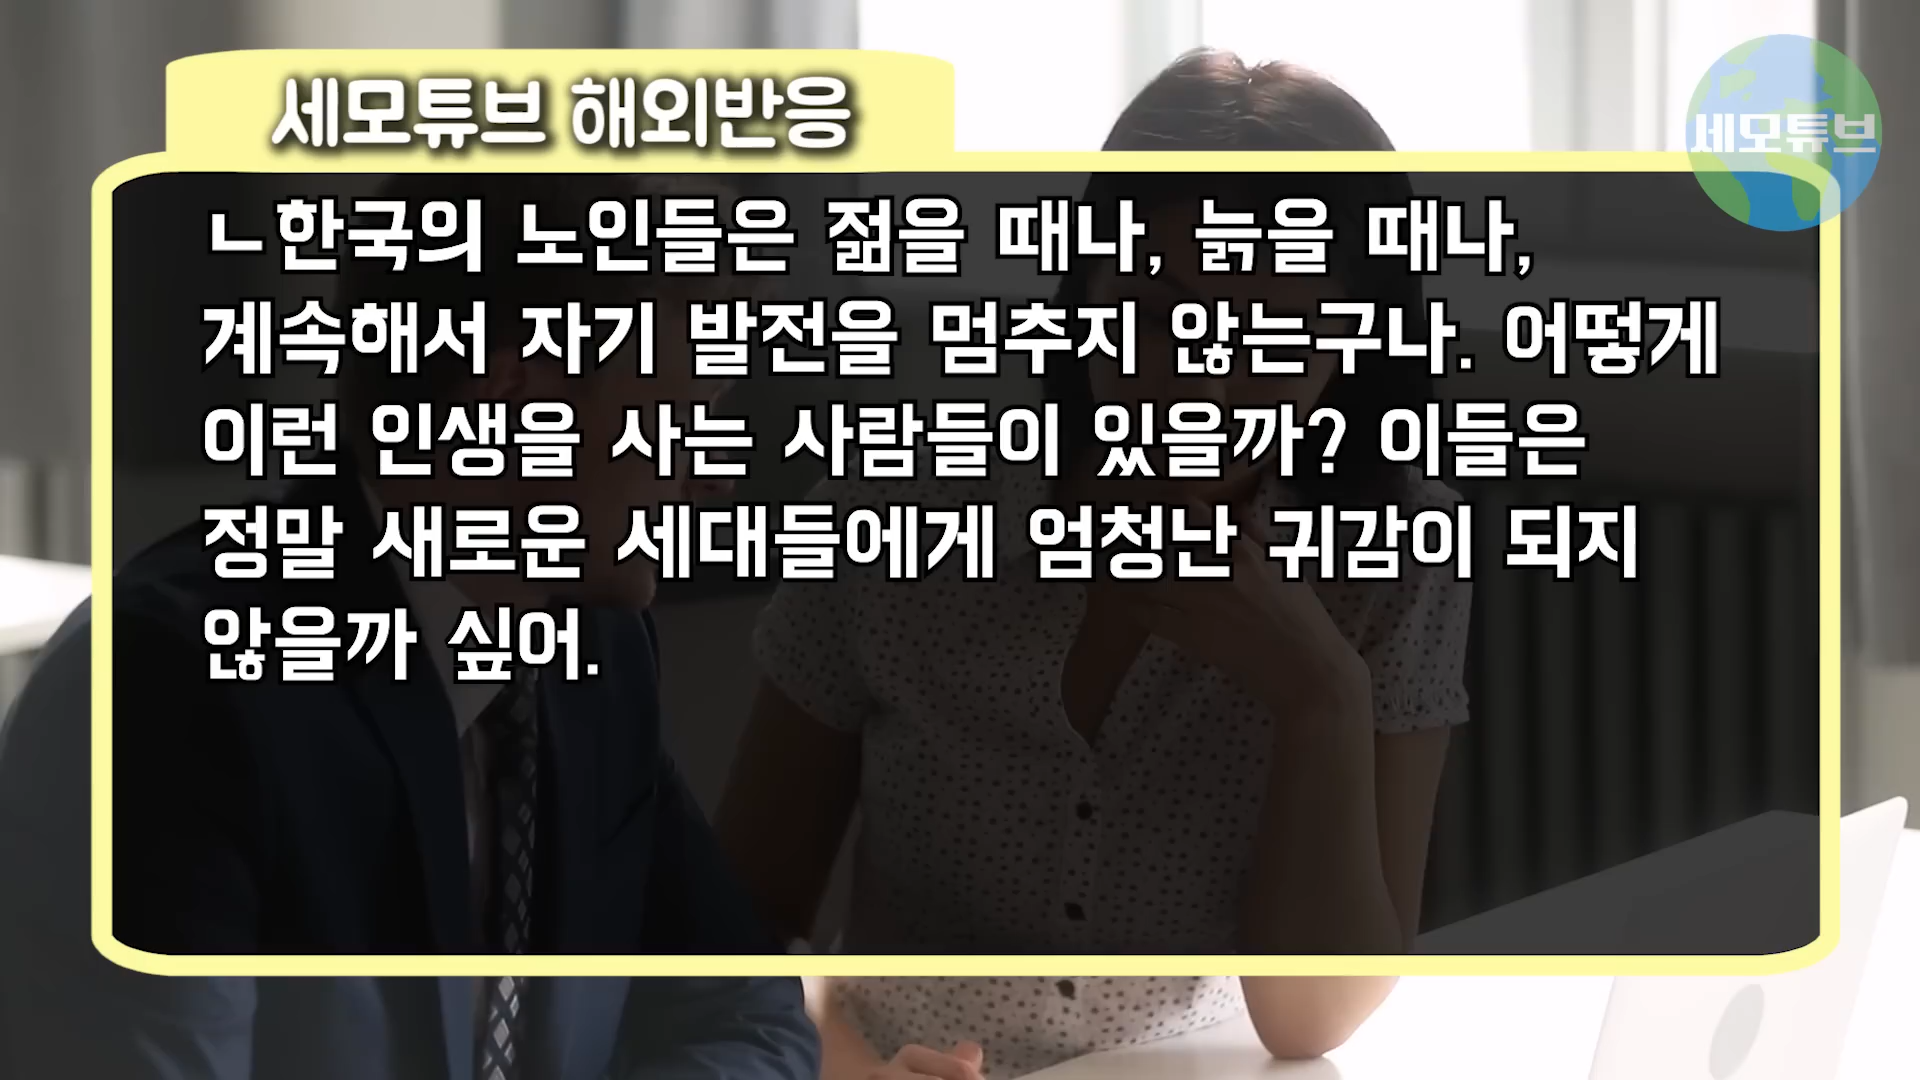 세모튜브 해외반응
세모튜브
ㄴ한국의 노인들은 젊을 때나, 늙을 때나,
계속해서 자기 발전을 멈추지 않는구나. 어떻게
이런 인생을 사는 사람들이 있을까? 이들은
정말 새로운 세대들에게 엄청난 귀감이 되지
않을까 싶어.